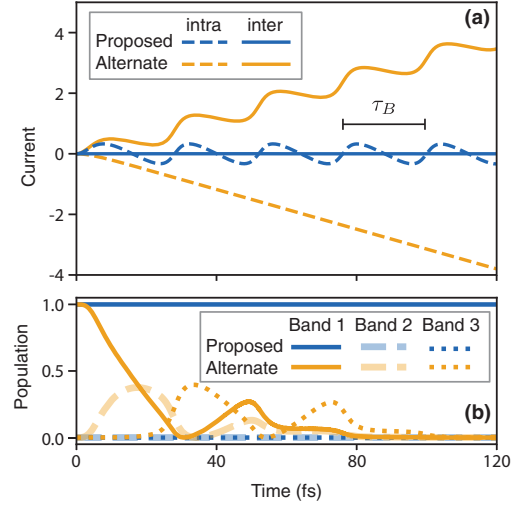 (a)
intra inter
Proposed
Alternate
τ_B
Current
4
2
0
-2
-4
Band 1 Band 2 Band 3
Proposed
Alternate
(b)
Population
1.0
0.5
0.0
0 40 80 120
Time (fs)